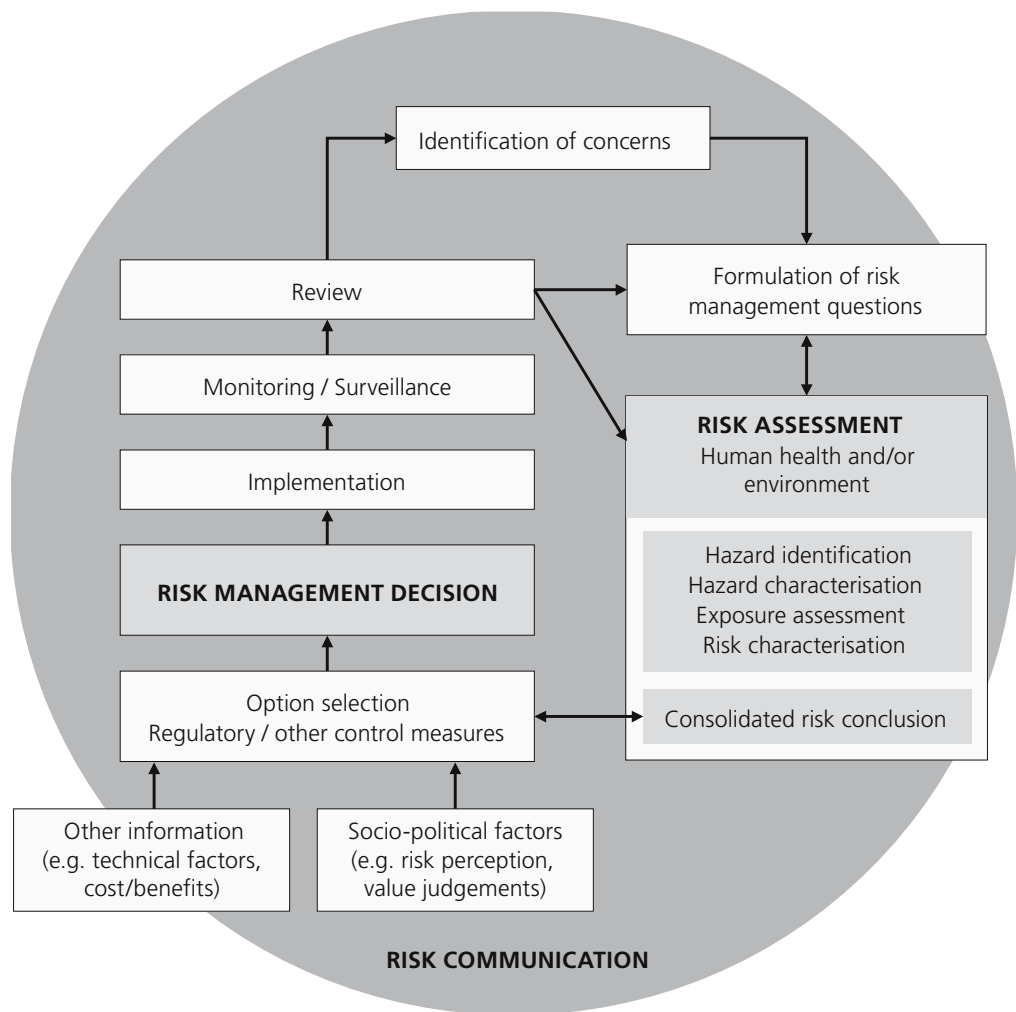 Identification of concerns
Review
Formulation of risk
management questions
Monitoring / Surveillance
RISK ASSESSMENT
Human health and/or
environment
Implementation
Hazard identification
Hazard characterisation
Exposure assessment
Risk characterisation
RISK MANAGEMENT DECISION
Option selection
Regulatory / other control measures
Consolidated risk conclusion
Other information
(e.g. technical factors,
cost/benefits)
Socio-political factors
(e.g. risk perception,
value judgements)
RISK COMMUNICATION